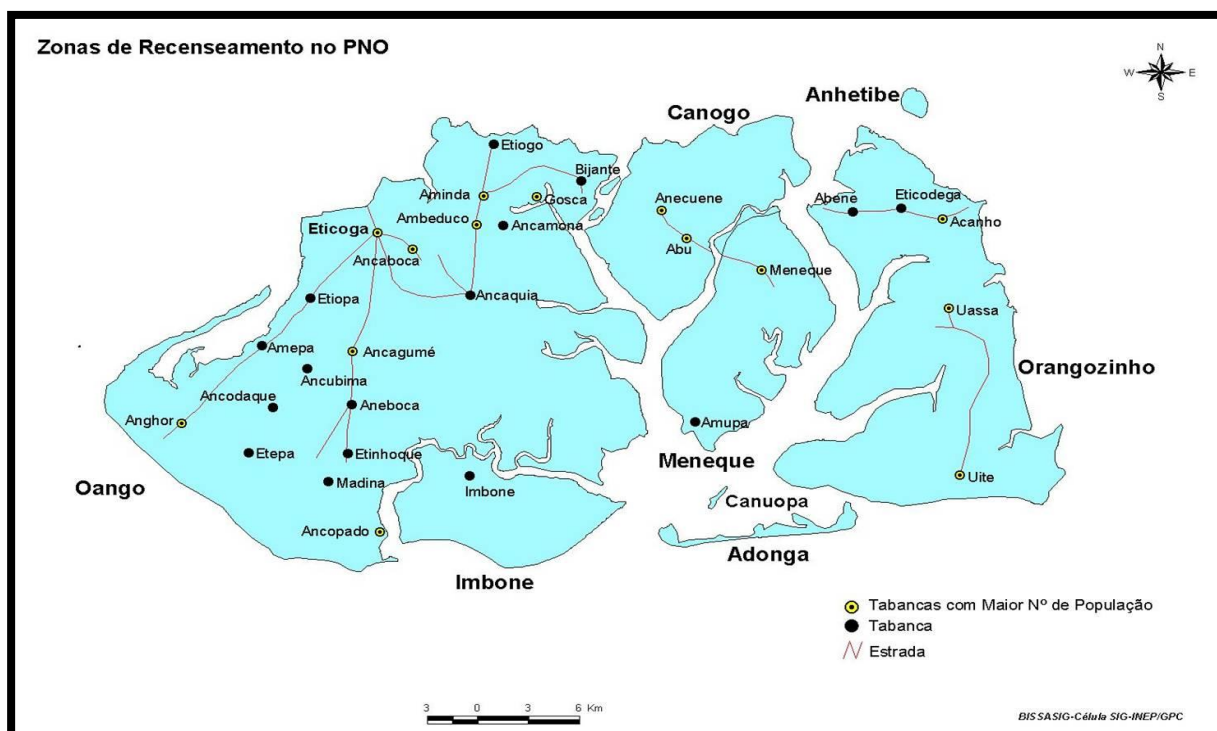 Zonas de Recenseamento no PNO
N
W E
S
Anhetibe
Canogo
Etiogo
Bijante
Aminda
Gosca
Anecuene
Abene
Eticodega
Ambeduco
Ancamona
Acanho
Eticoga
Ancaboca
Abu
Meneque
Etiopa
Ancaquia
Uassa
Amepa
Ancagumé
Ancubima
Orangozinho
Ancodaque
Aneboca
Anghor
Amupa
Etepa
Etinhoque
Meneque
Oango
Madina
Imbone
Uite
Canuopa
Ancopado
Adonga
Imbone
Tabancas com Maior Nº de População
Tabanca
Estrada
3 0 3 6 Km
BISSASIG-Célula SIG-INEP/GPC